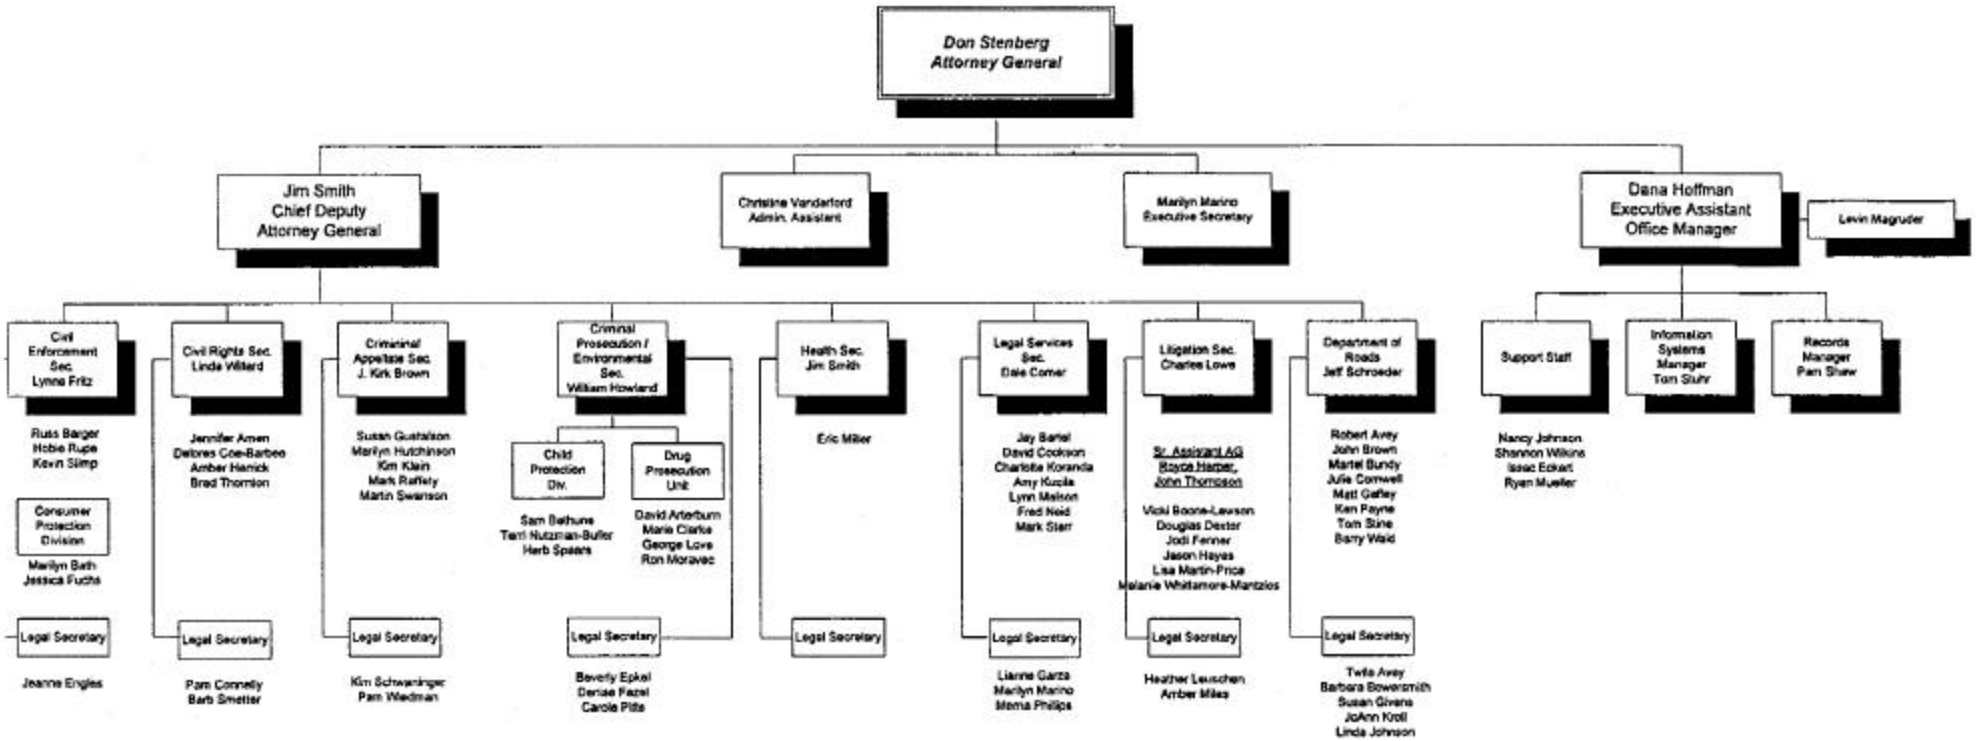 Don Stenberg
Attorney General
Jim Smith
Chief Deputy
Attorney General
Christine Vanderford
Admin. Assistant
Marilyn Marino
Executive Secretary
Dana Hoffman
Executive Assistant
Office Manager
Levin Magruder
Civil
Enforcement
Sec.
Lynne Fritz
Russ Barger
Hobie Rupe
Kevin Slimp
Consumer
Protection
Division
Marilyn Bath
Jessica Fuchs
Legal Secretary
Jeanne Engles
Civil Rights Sec.
Linda Willard
Jennifer Amen
Delores Coe-Barbee
Amber Herrick
Brad Thornton
Legal Secretary
Pam Connelly
Barb Smetter
Crimininal
Appellate Sec.
J. Kirk Brown
Susan Gustafson
Marilyn Hutchinson
Kim Klein
Mark Raffety
Martin Swanson
Legal Secretary
Kim Schwaninger
Pam Wiedman
Criminal
Prosecution /
Environmental
Sec.
William Howland
Child
Protection
Div.
Sam Bethune
Terri Nutzman-Buller
Herb Spears
Drug
Prosecution
Unit
David Arterburn
Marie Clarke
George Love
Ron Moravec
Legal Secretary
Beverly Epkel
Denise Fazel
Carole Pitts
Health Sec.
Jim Smith
Eric Miller
Legal Secretary
Legal Services
Sec.
Dale Comer
Jay Bartel
David Cookson
Charlotte Koranda
Amy
Lynn Melson
Fred Neid
Mark Starr
Legal Secretary
Lianne Garza
Marilyn Marino
Phillips
Litigation Sec.
Charles Lowe
Sr. Assistant AG
Royce Harper,
John Thompson
Vicki Boone-Lawson
Douglas Dexter
Jodi Fenner
Jason Hayes
Lisa Martin-Price
Melanie Whittamore-Mantzios
Legal Secretary
Heather Leuschen
Amber Miles
Department of
Roads
Jeff Schroeder
Robert Avey
John Brown
Martel Bundy
Julie Cornwell
Matt Gaffey
Ken Payne
Tom Stine
Barry Waid
Legal Secretary
Twila Avey
Barbara Bowersmith
Susan Givens
JoAnn Kroll
Linda Johnson
Support Staff
Nancy Johnson
Shannon Wilkins
Isaac Eckert
Ryan Mueller
Information
Systems
Manager
Tom Stuhr
Records
Manager
Pam Shaw